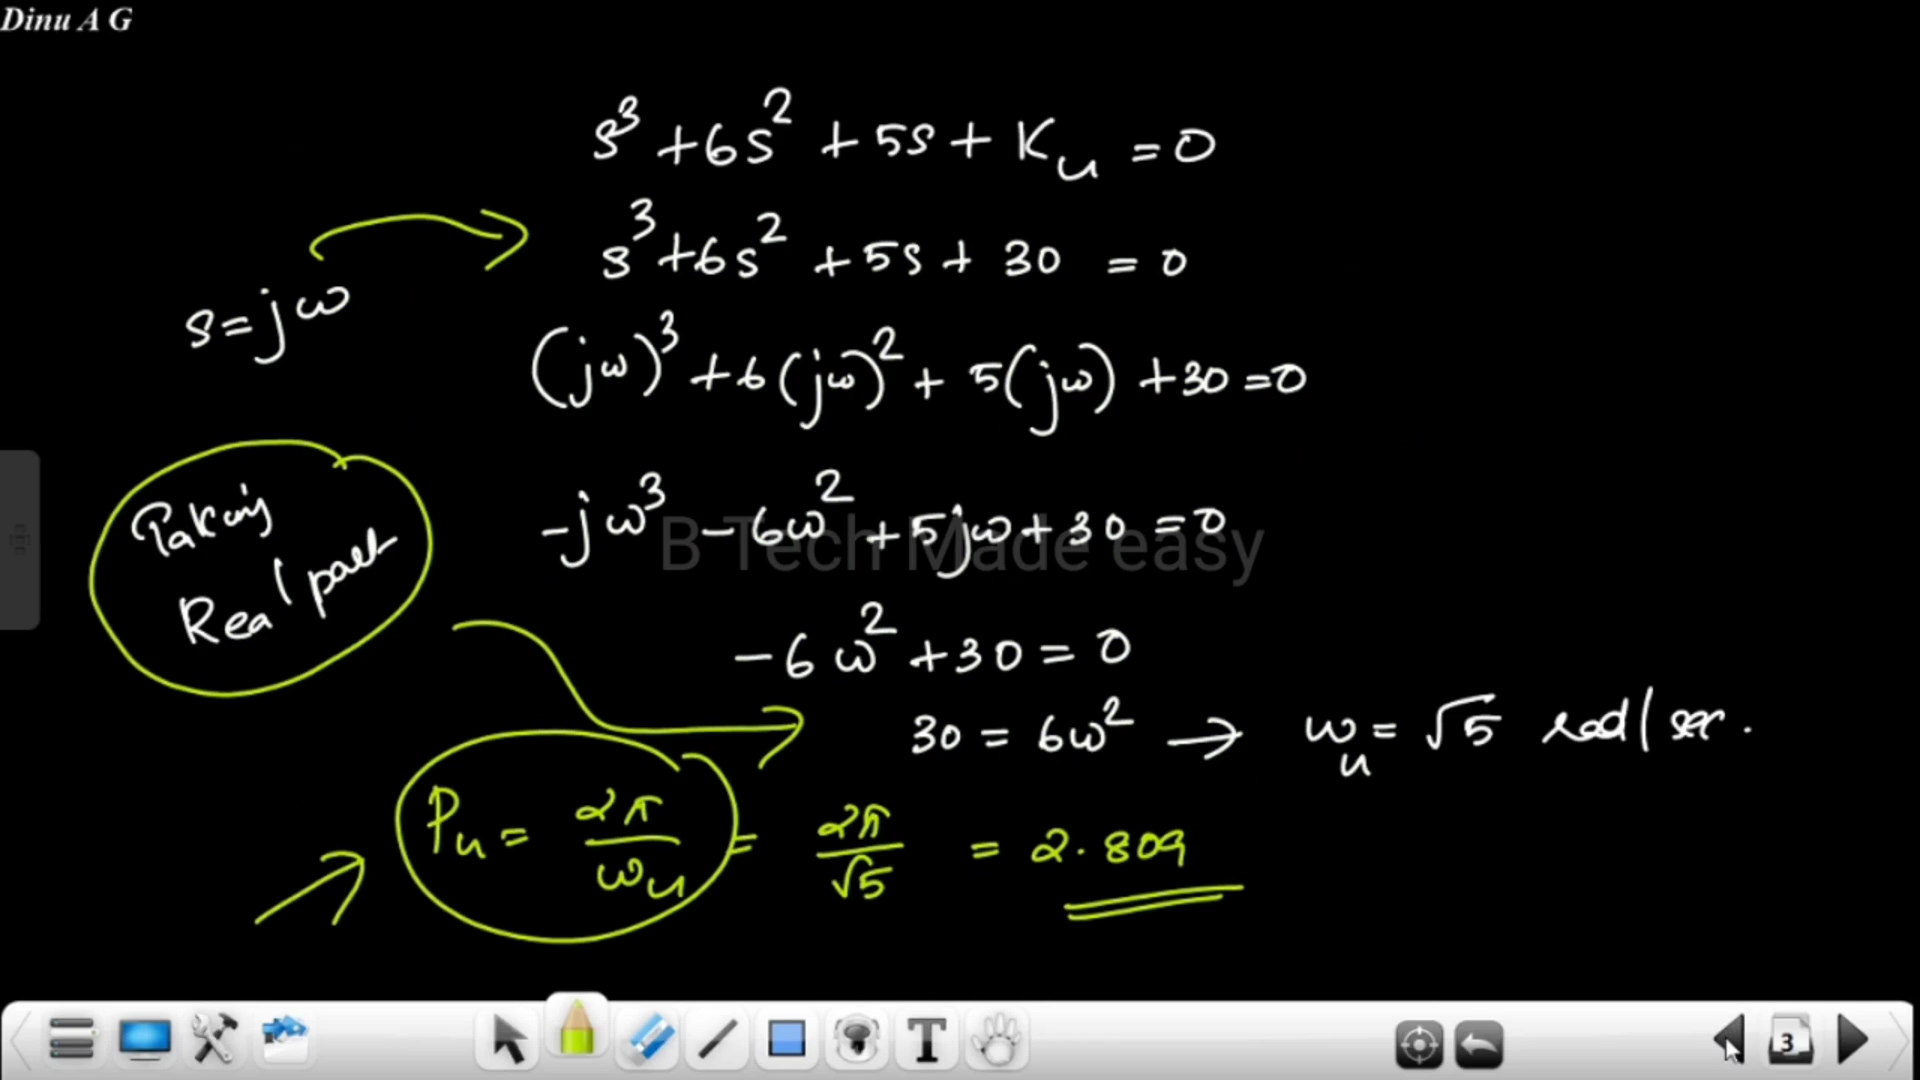 Dinu A G
s³ + 6s² + 5s + Kᵤ = 0
s³ + 6s² + 5s + 30 = 0
s = jω
(jω)³ + 6(jω)² + 5(jω) + 30 = 0
-jω³ - 6ω² + 5jω + 30 = 0
B Tech Made easy
Taking
Real part
-6ω² + 30 = 0
30 = 6ω² → ωᵤ = √5 rad/sec.
Pᵤ = 2π/ωᵤ = 2π/√5 = 2.809
T
3